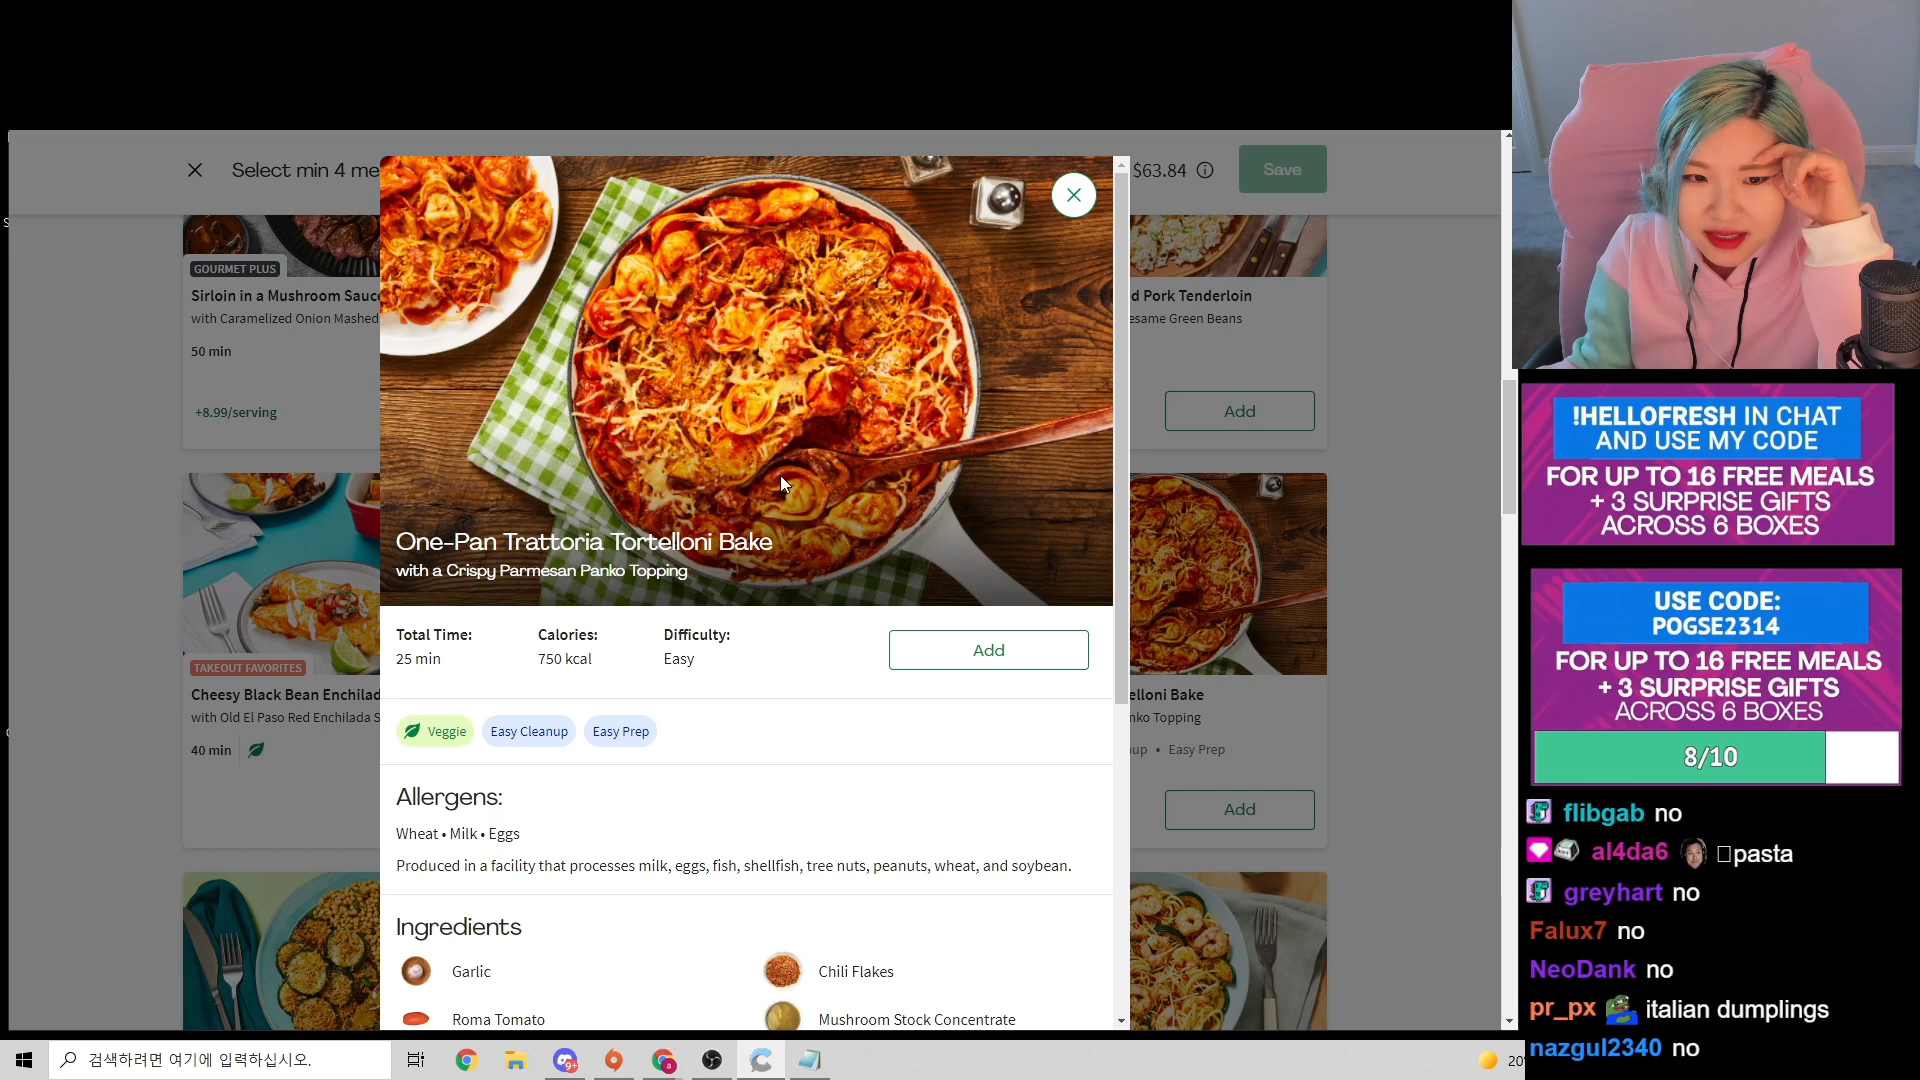 Select min 4 me
$63.84
Save
GOURMET PLUS
Sirloin in a Mushroom Sauc
with Caramelized Onion Mashed
50 min
+8.99/serving
d Pork Tenderloin
esame Green Beans
Add
TAKEOUT FAVORITES
Cheesy Black Bean Enchilad
with Old El Paso Red Enchilada S
40 min
elloni Bake
nko Topping
up • Easy Prep
Add
One-Pan Trattoria Tortelloni Bake
with a Crispy Parmesan Panko Topping
Total Time:
25 min
Calories:
750 kcal
Difficulty:
Easy
Add
Veggie
Easy Cleanup
Easy Prep
Allergens:
Wheat • Milk • Eggs
Produced in a facility that processes milk, eggs, fish, shellfish, tree nuts, peanuts, wheat, and soybean.
Ingredients
Garlic
Chili Flakes
Roma Tomato
Mushroom Stock Concentrate
!HELLOFRESH IN CHAT
AND USE MY CODE
FOR UP TO 16 FREE MEALS
+ 3 SURPRISE GIFTS
ACROSS 6 BOXES
USE CODE:
POGSE2314
FOR UP TO 16 FREE MEALS
+ 3 SURPRISE GIFTS
ACROSS 6 BOXES
8/10
flibgab no
al4da6 pasta
greyhart no
Falux7 no
NeoDank no
pr_px italian dumplings
nazgul2340 no
검색하려면 여기에 입력하십시오.
9+
20